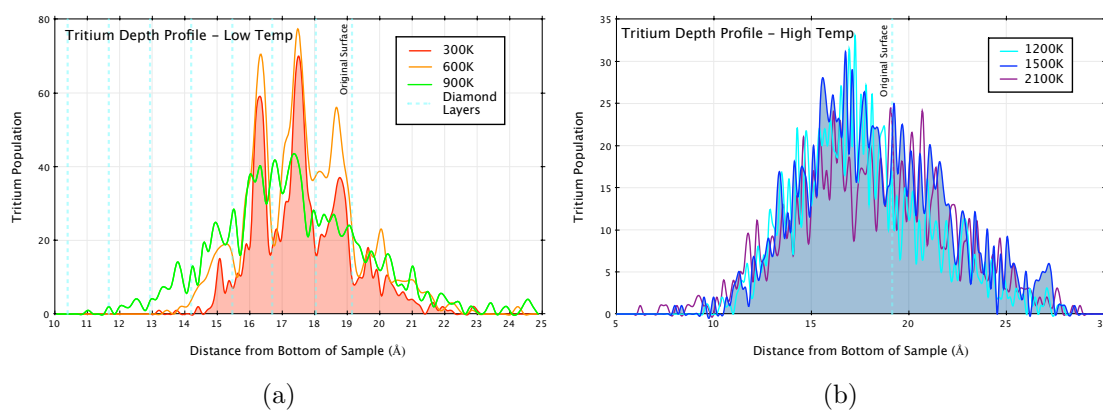 Tritium Depth Profile - Low Temp
Original Surface
300K
600K
900K
Diamond
Layers
Tritium Population
80
60
40
20
0
10 11 12 13 14 15 16 17 18 19 20 21 22 23 24 25
Distance from Bottom of Sample (Å)
(a)
Tritium Depth Profile - High Temp
Original Surface
1200K
1500K
2100K
Tritium Population
35
30
25
20
15
10
5
0
5 10 15 20 25 30
Distance from Bottom of Sample (Å)
(b)